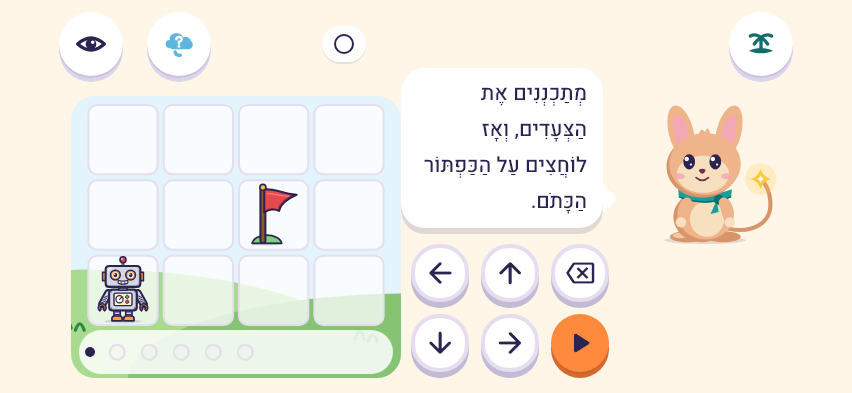 מְתַכְנְנִים אֶת
הַצְּעָדִים, וְאָז
לוֹחֲצִים עַל הַכַּפְתּוֹר
הַכָּתֹם.